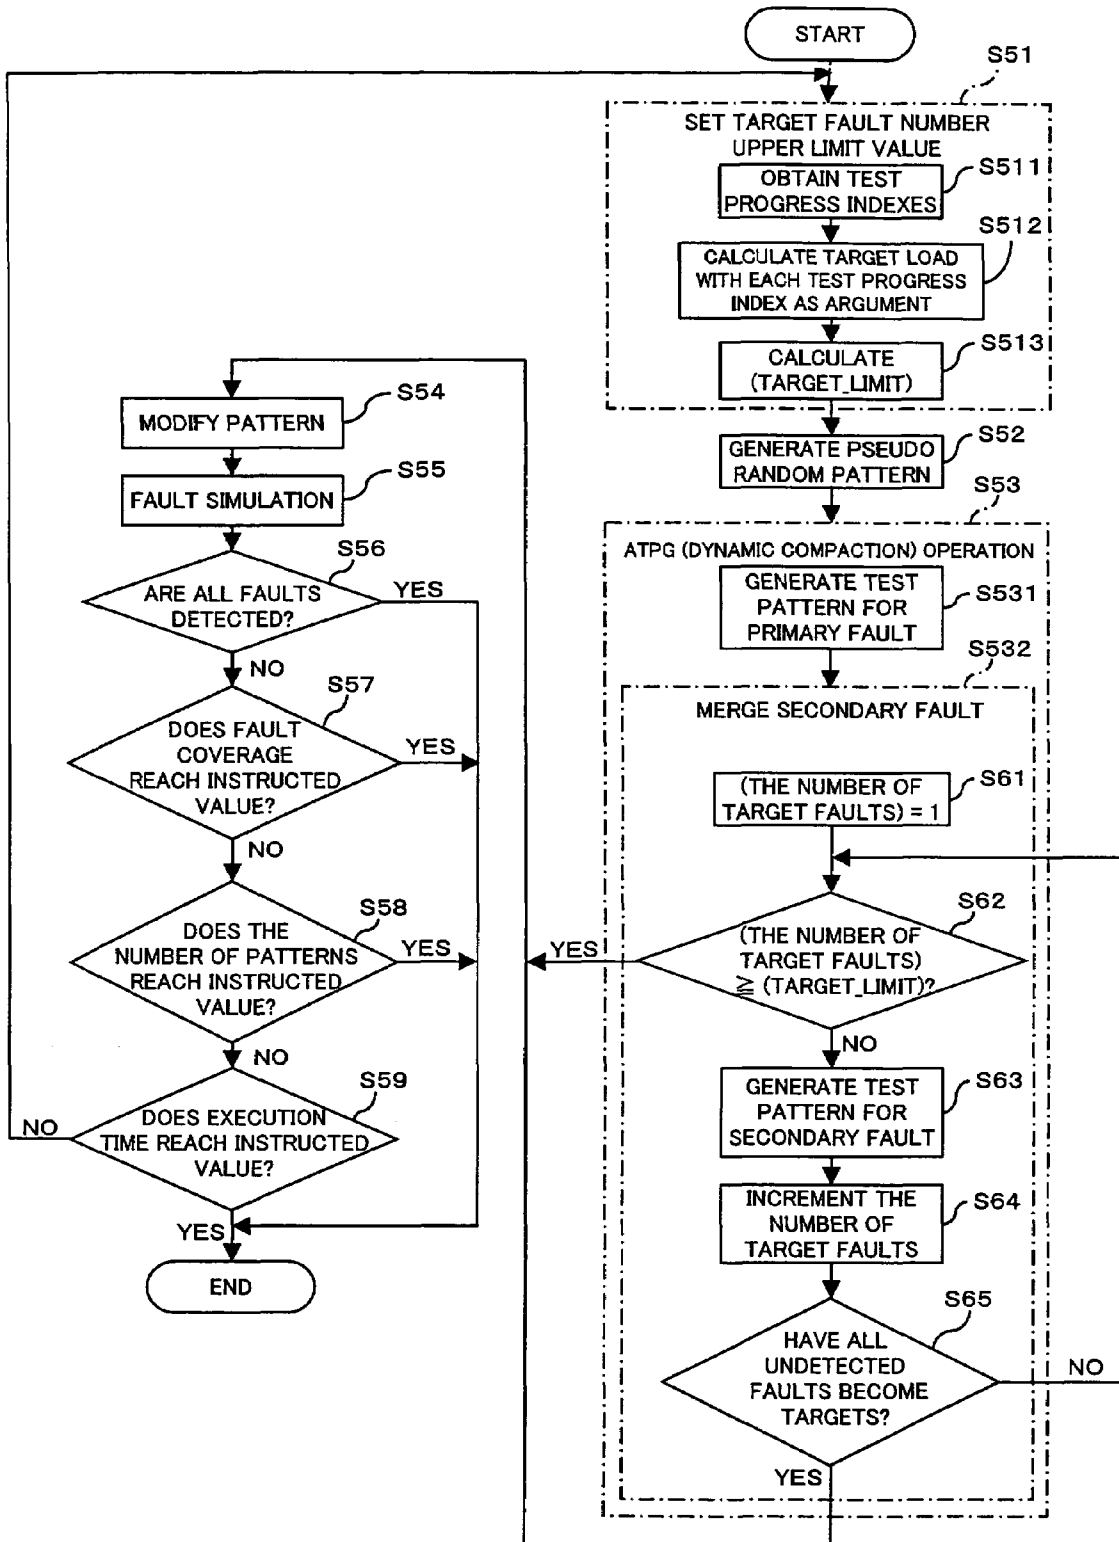 START
S51
SET TARGET FAULT NUMBER
UPPER LIMIT VALUE
S511
OBTAIN TEST
PROGRESS INDEXES
S512
CALCULATE TARGET LOAD
WITH EACH TEST PROGRESS
INDEX AS ARGUMENT
S513
CALCULATE
(TARGET_LIMIT)
S52
GENERATE PSEUDO
RANDOM PATTERN
S53
ATPG (DYNAMIC COMPACTION) OPERATION
S531
GENERATE TEST
PATTERN FOR
PRIMARY FAULT
S532
MERGE SECONDARY FAULT
S61
(THE NUMBER OF
TARGET FAULTS) = 1
S62
(THE NUMBER OF
TARGET FAULTS)
≧ (TARGET_LIMIT)?
YES
NO
S63
GENERATE TEST
PATTERN FOR
SECONDARY FAULT
S64
INCREMENT THE
NUMBER OF
TARGET FAULTS
S65
HAVE ALL
UNDETECTED
FAULTS BECOME
TARGETS?
NO
YES
S54
MODIFY PATTERN
S55
FAULT SIMULATION
S56
ARE ALL FAULTS
DETECTED?
YES
NO
S57
DOES FAULT
COVERAGE
REACH INSTRUCTED
VALUE?
YES
NO
S58
DOES THE
NUMBER OF PATTERNS
REACH INSTRUCTED
VALUE?
YES
NO
S59
DOES EXECUTION
TIME REACH INSTRUCTED
VALUE?
NO
YES
END